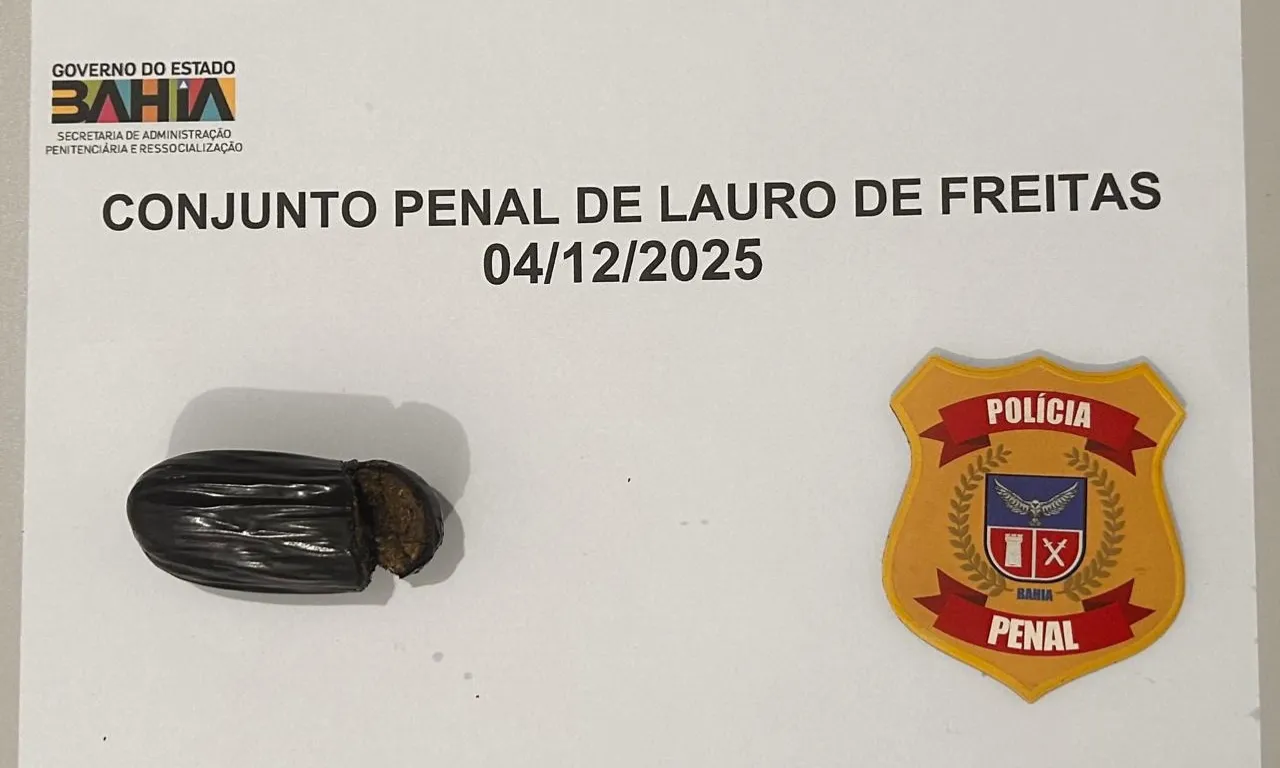 GOVERNO DO ESTADO
BAHIA
SECRETARIA DE ADMINISTRAÇÃO
PENITENCIÁRIA E RESSOCIALIZAÇÃO
CONJUNTO PENAL DE LAURO DE FREITAS
04/12/2025
POLÍCIA
BAHIA
PENAL